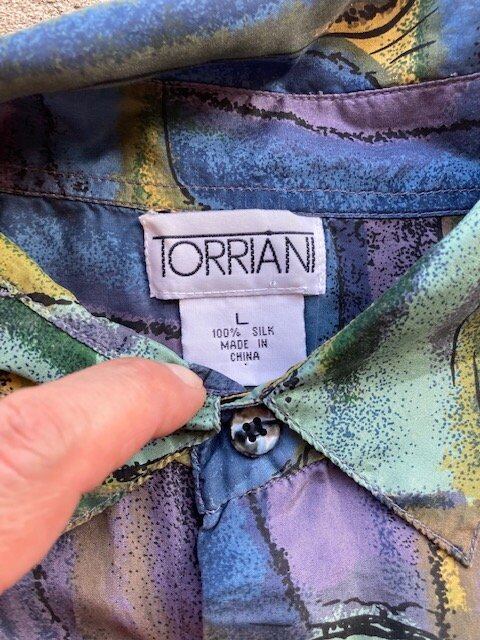 TORRIANI
L
100% SILK
MADE IN
CHINA